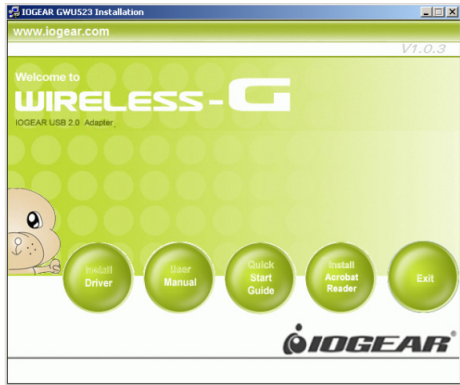 IOGEAR GWU523 Installation
www.iogear.com
V1.0.3
Welcome to
WIRELESS-G
IOGEAR USB 2.0 Adapter
Install
Driver
User
Manual
Quick
Start
Guide
Install
Acrobat
Reader
Exit
IOGEAR®